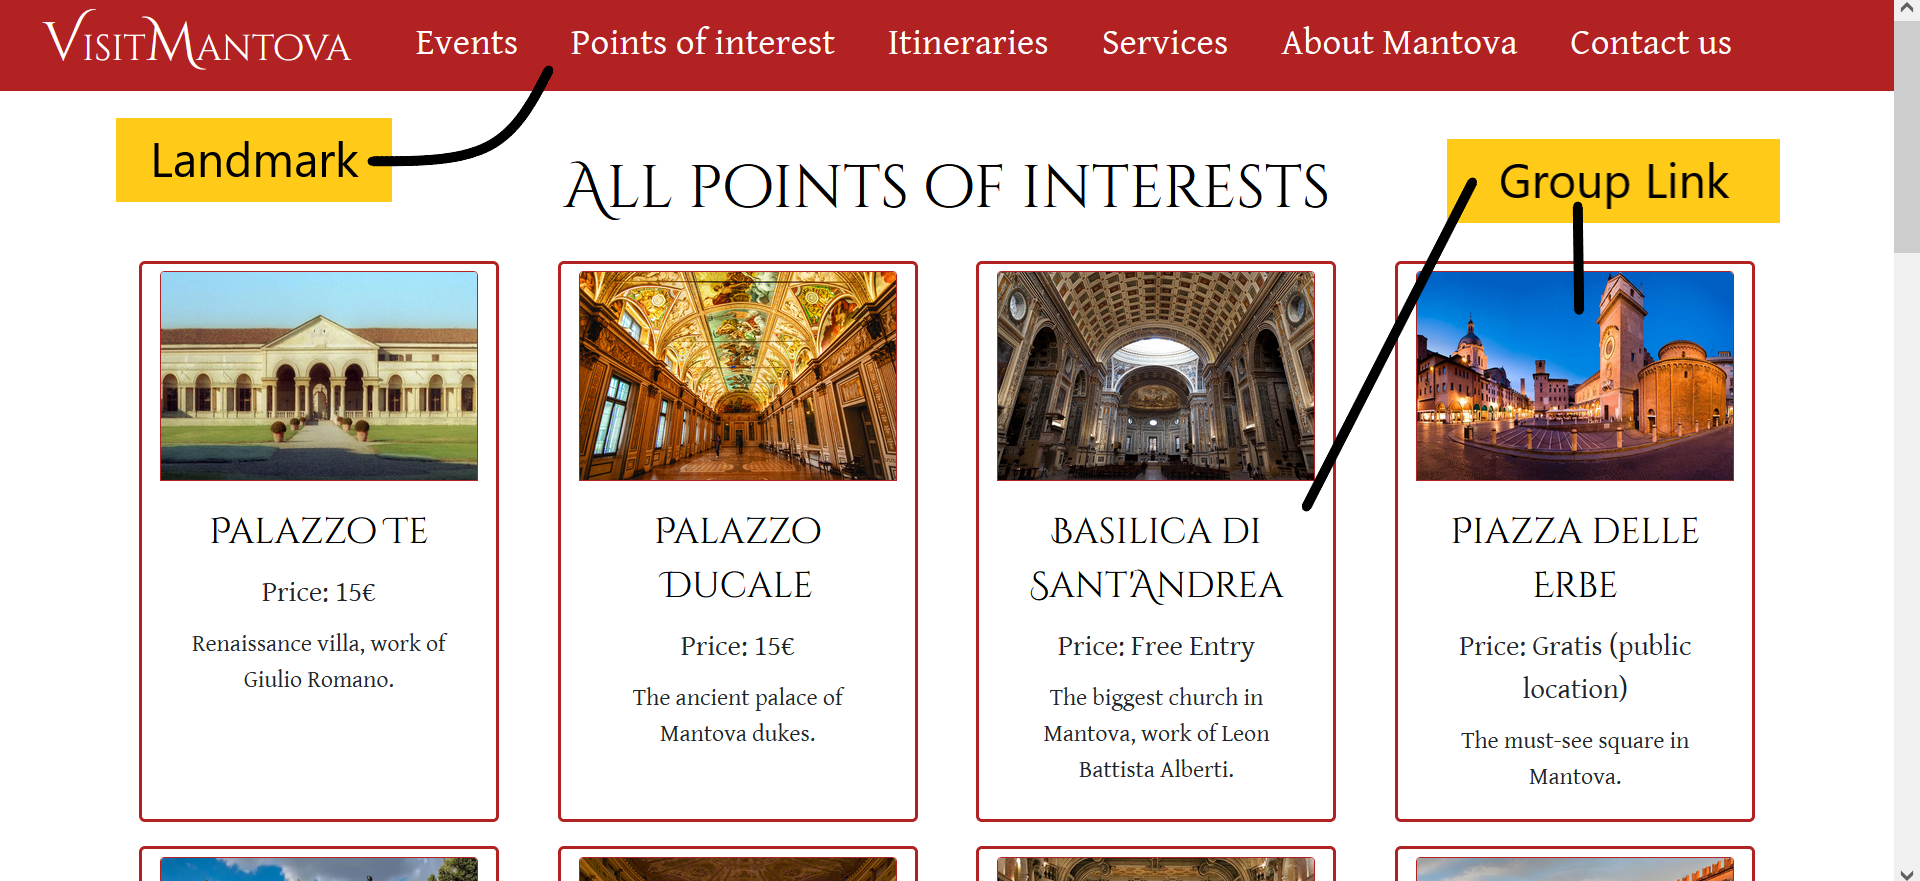 VisitMantova Events Points of interest Itineraries Services About Mantova Contact us
Landmark
Group Link
All points of interests
Palazzo Te
Price: 15€
Renaissance villa, work of
Giulio Romano.
Palazzo
Ducale
Price: 15€
The ancient palace of
Mantova dukes.
Basilica di
Sant'Andrea
Price: Free Entry
The biggest church in
Mantova, work of Leon
Battista Alberti.
Piazza delle
Erbe
Price: Gratis (public
location)
The must-see square in
Mantova.